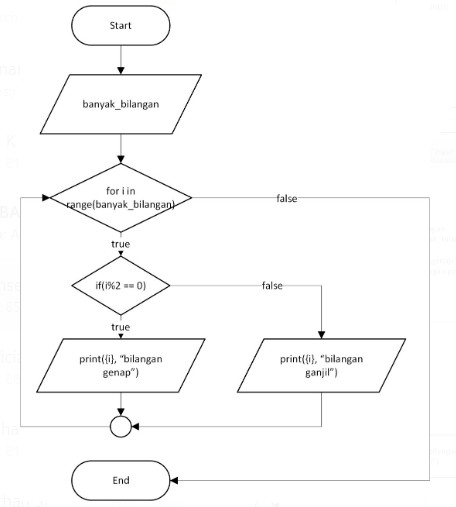 Start
banyak_bilangan
for i in
range(banyak_bilangan)
false
true
if(i%2 == 0)
false
true
print({i}, “bilangan
genap”)
print({i}, “bilangan
ganjil”)
End